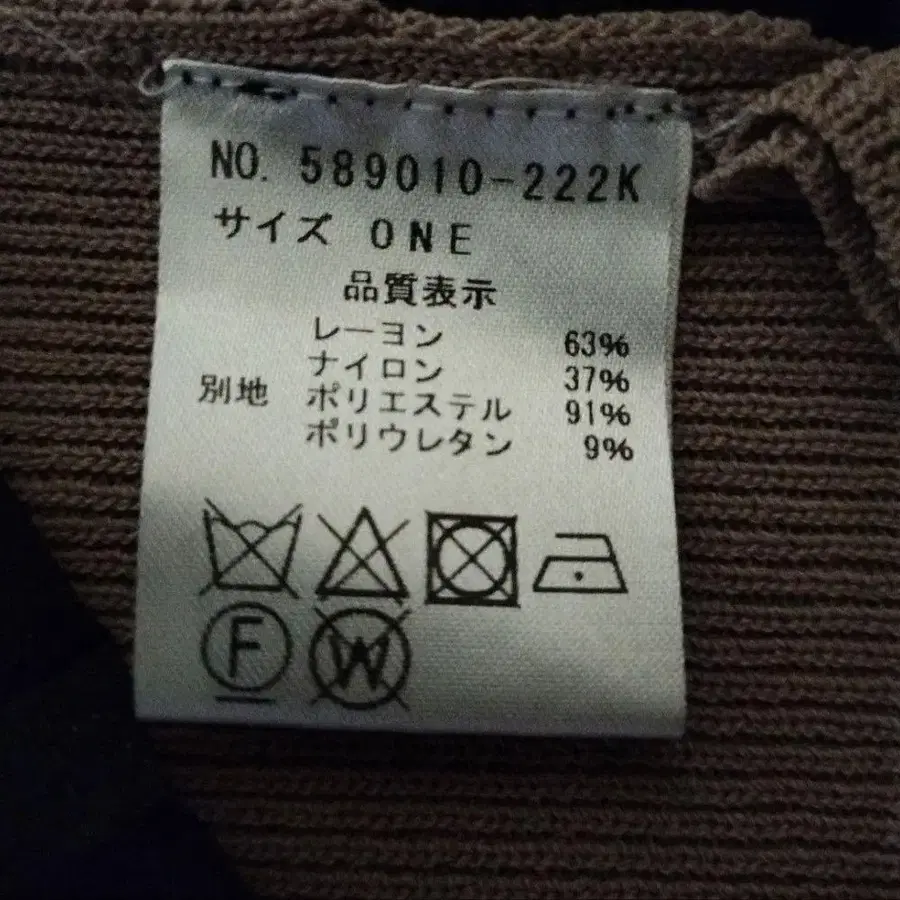 NO. 589010-222K
サイズ ONE
品質表示
レーヨン 63%
ナイロン 37%
別地 ポリエステル 91%
ポリウレタン 9%
F W